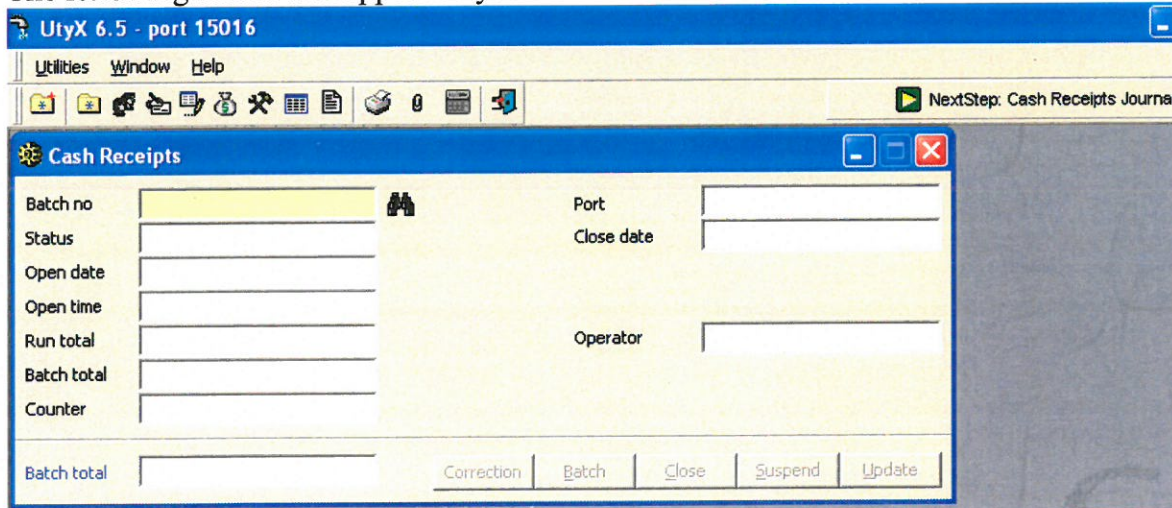 UtyX 6.5 - port 15016
Utilities Window Help
NextStep: Cash Receipts Journa
Cash Receipts
Batch no Port
Status Close date
Open date
Open time
Run total Operator
Batch total
Counter
Batch total Correction Batch Close Suspend Update